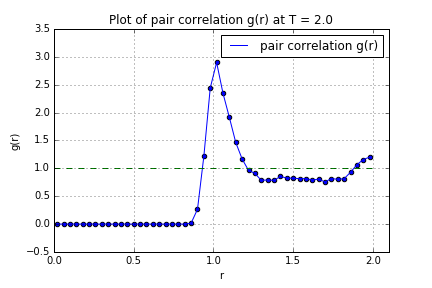 Plot of pair correlation g(r) at T = 2.0
3.5
3.0
2.5
2.0
1.5
1.0
0.5
0.0
−0.5
g(r)
pair correlation g(r)
0.0 0.5 1.0 1.5 2.0
r